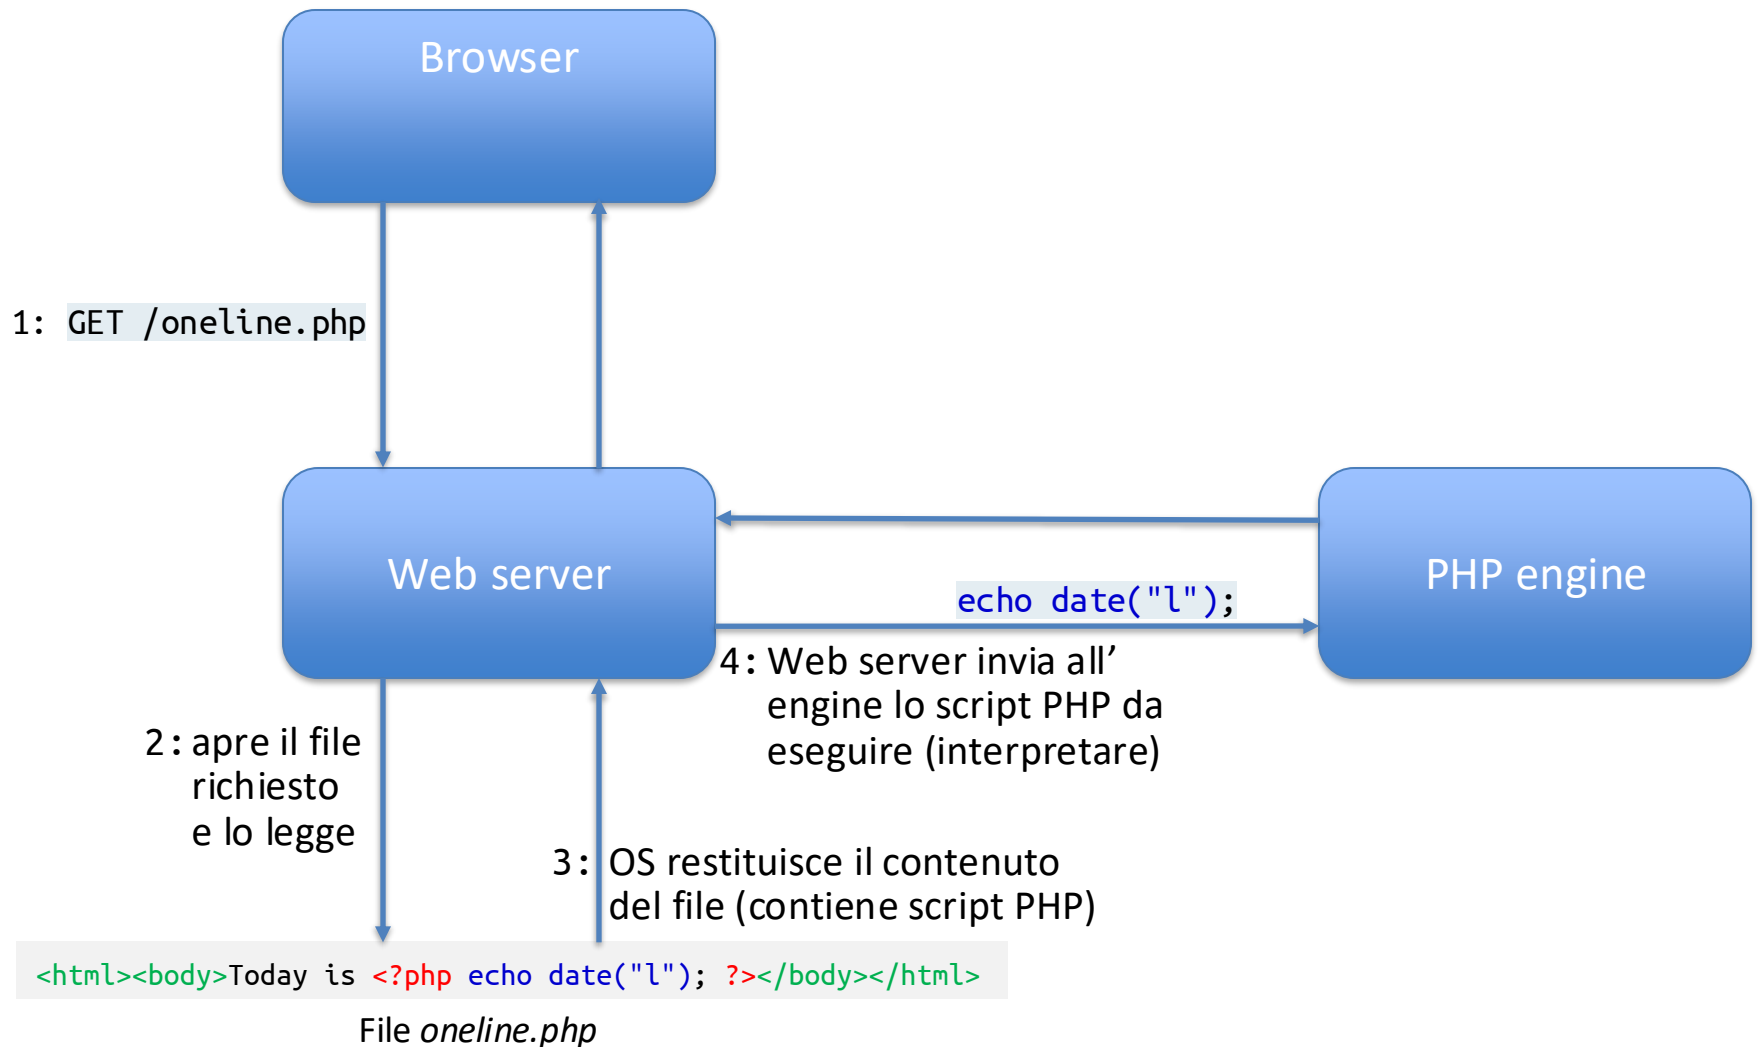 Browser
1: GET /oneline.php
Web server
PHP engine
echo date("l");
4: Web server invia all’
engine lo script PHP da
eseguire (interpretare)
2: apre il file
richiesto
e lo legge
3: OS restituisce il contenuto
del file (contiene script PHP)
<html><body>Today is <?php echo date("l"); ?></body></html>
File oneline.php